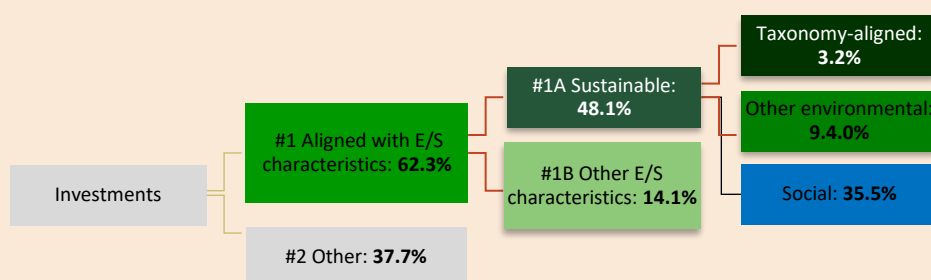 Investments
#1 Aligned with E/S
characteristics: 62.3%
#2 Other: 37.7%
#1A Sustainable:
48.1%
#1B Other E/S
characteristics: 14.1%
Taxonomy-aligned:
3.2%
Other environmental:
9.4.0%
Social: 35.5%